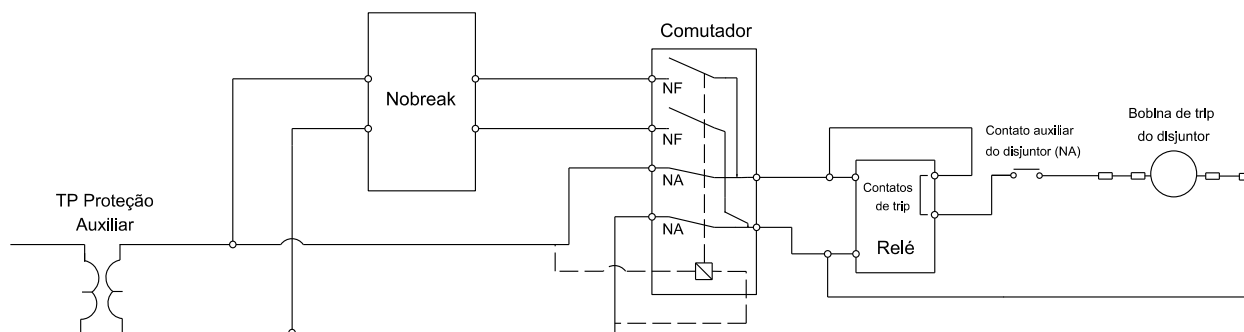 Comutador
Nobreak
NF
NF
NA
NA
TP Proteção
Auxiliar
Contatos
de trip
Relé
Contato auxiliar
do disjuntor (NA)
Bobina de trip
do disjuntor